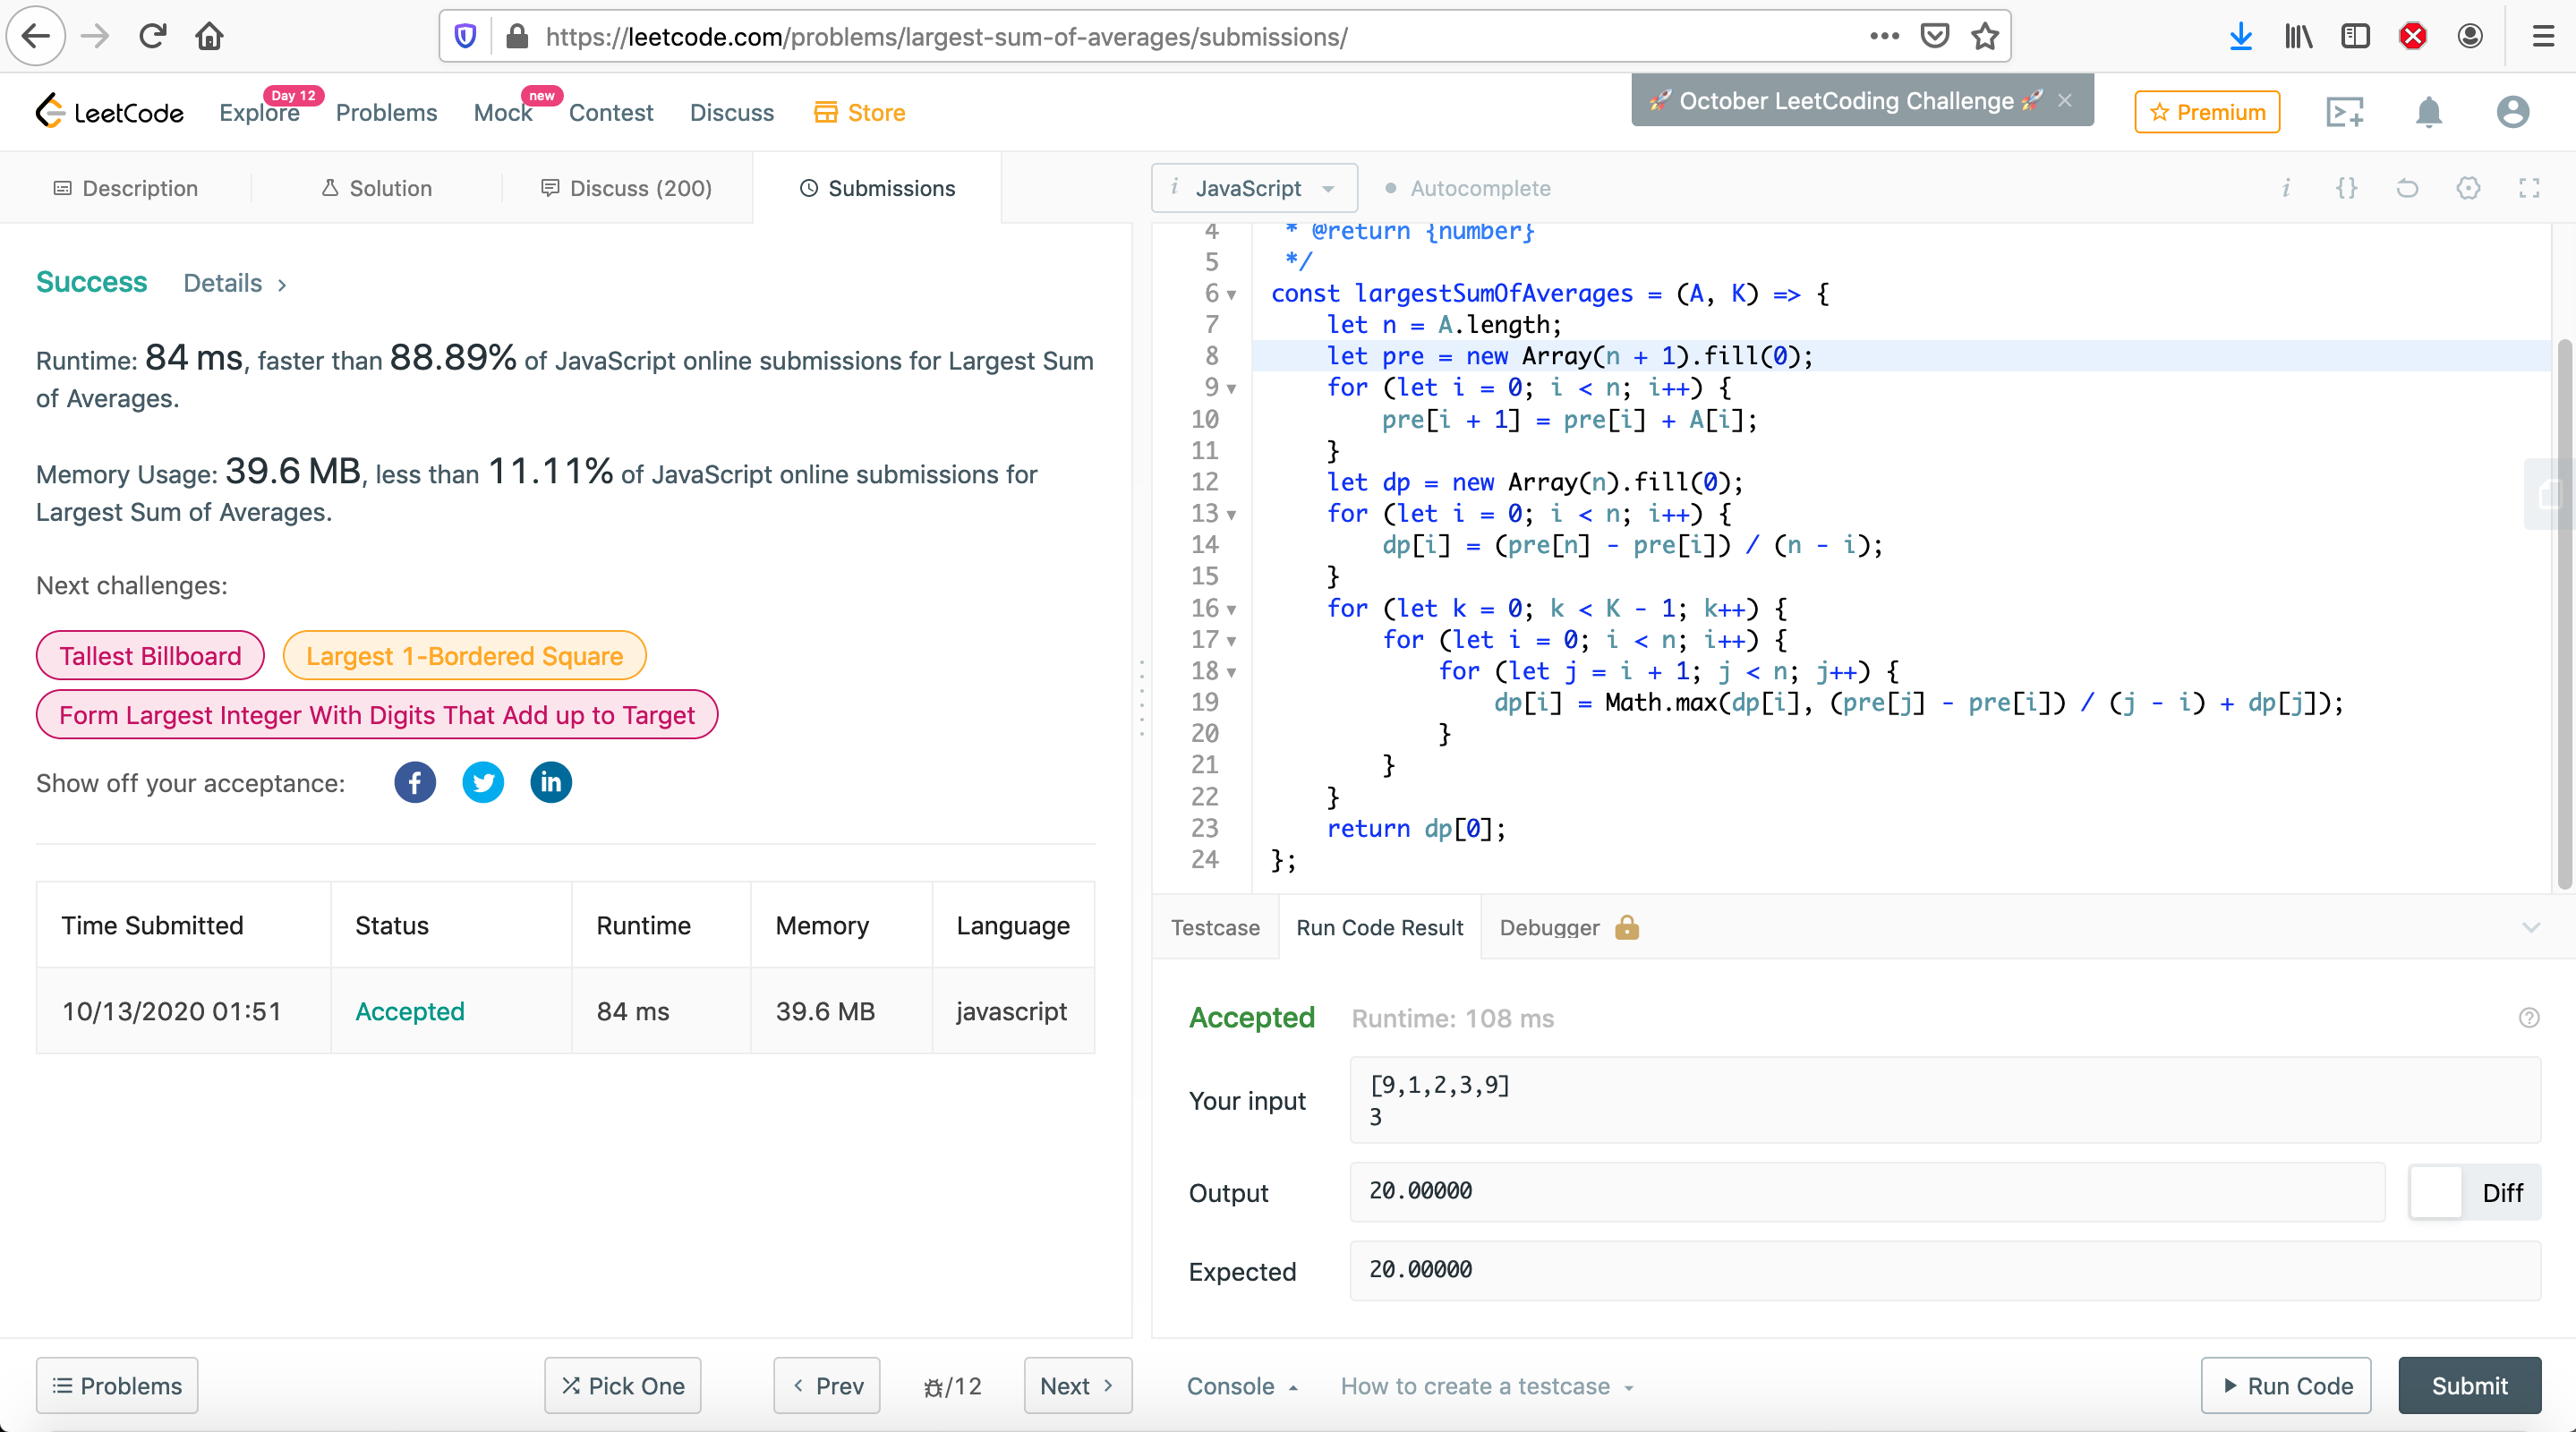 https://leetcode.com/problems/largest-sum-of-averages/submissions/
LeetCode
Explore
Day 12
Problems
Mock
new
Contest
Discuss
Store
🚀 October LeetCoding Challenge 🚀 ×
Premium
Description
Solution
Discuss (200)
Submissions
i JavaScript
Autocomplete
i {}
Success Details >
Runtime: 84 ms, faster than 88.89% of JavaScript online submissions for Largest Sum
of Averages.
Memory Usage: 39.6 MB, less than 11.11% of JavaScript online submissions for
Largest Sum of Averages.
Next challenges:
Tallest Billboard
Largest 1-Bordered Square
Form Largest Integer With Digits That Add up to Target
Show off your acceptance:
Time Submitted Status Runtime Memory Language
10/13/2020 01:51 Accepted 84 ms 39.6 MB javascript
4 * @return {number}
5 */
6 const largestSumOfAverages = (A, K) => {
7 let n = A.length;
8 let pre = new Array(n + 1).fill(0);
9 for (let i = 0; i < n; i++) {
10 pre[i + 1] = pre[i] + A[i];
11 }
12 let dp = new Array(n).fill(0);
13 for (let i = 0; i < n; i++) {
14 dp[i] = (pre[n] - pre[i]) / (n - i);
15 }
16 for (let k = 0; k < K - 1; k++) {
17 for (let i = 0; i < n; i++) {
18 for (let j = i + 1; j < n; j++) {
19 dp[i] = Math.max(dp[i], (pre[j] - pre[i]) / (j - i) + dp[j]);
20 }
21 }
22 }
23 return dp[0];
24 };
Testcase
Run Code Result
Debugger
Accepted Runtime: 108 ms
Your input
[9,1,2,3,9]
3
Output
20.00000
Diff
Expected
20.00000
Problems
Pick One
< Prev
/12
Next >
Console
How to create a testcase
Run Code
Submit